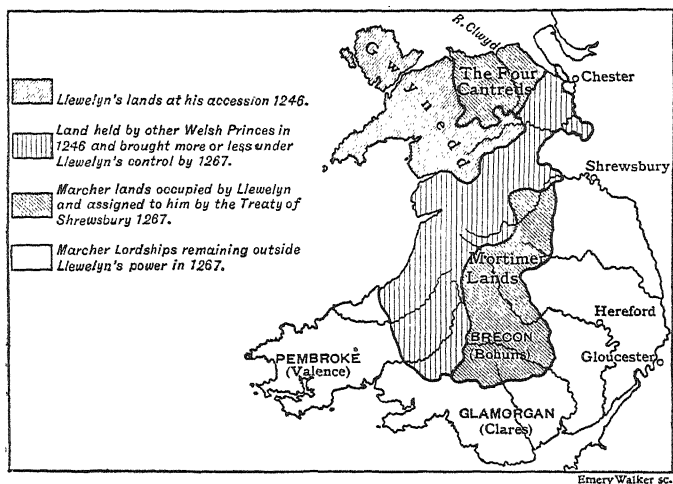 Llewelyn's lands at his accession 1246.
Land held by other Welsh Princes in
1246 and brought more or less under
Llewelyn's control by 1267.
Marcher lands occupied by Llewelyn
and assigned to him by the Treaty of
Shrewsbury 1267.
Marcher Lordships remaining outside
Llewelyn's power in 1267.
R. Clwyd
Gwynedd
The Four
Cantreds
Chester
Shrewsbury
Mortimer
Lands
Hereford
BRECON
(Bohuns)
Gloucester
PEMBROKE
(Valence)
GLAMORGAN
(Clares)
Emery Walker sc.